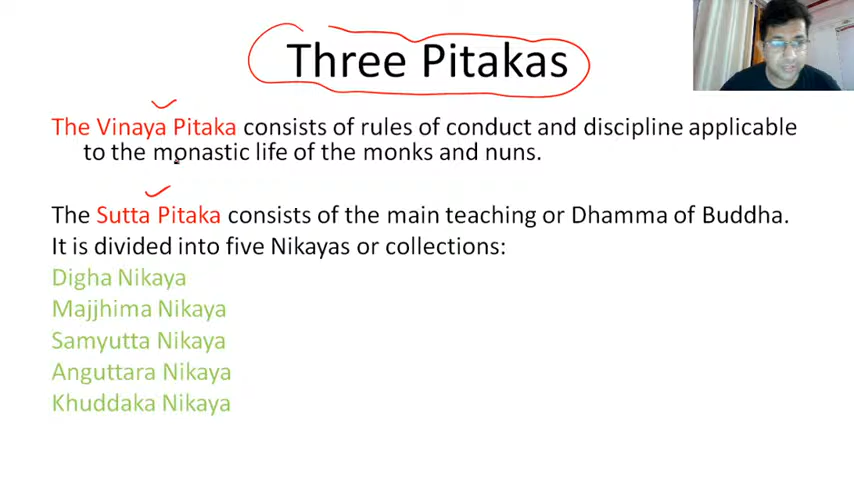 Three Pitakas
The Vinaya Pitaka consists of rules of conduct and discipline applicable
to the monastic life of the monks and nuns.
The Sutta Pitaka consists of the main teaching or Dhamma of Buddha.
It is divided into five Nikayas or collections:
Digha Nikaya
Majjhima Nikaya
Samyutta Nikaya
Anguttara Nikaya
Khuddaka Nikaya